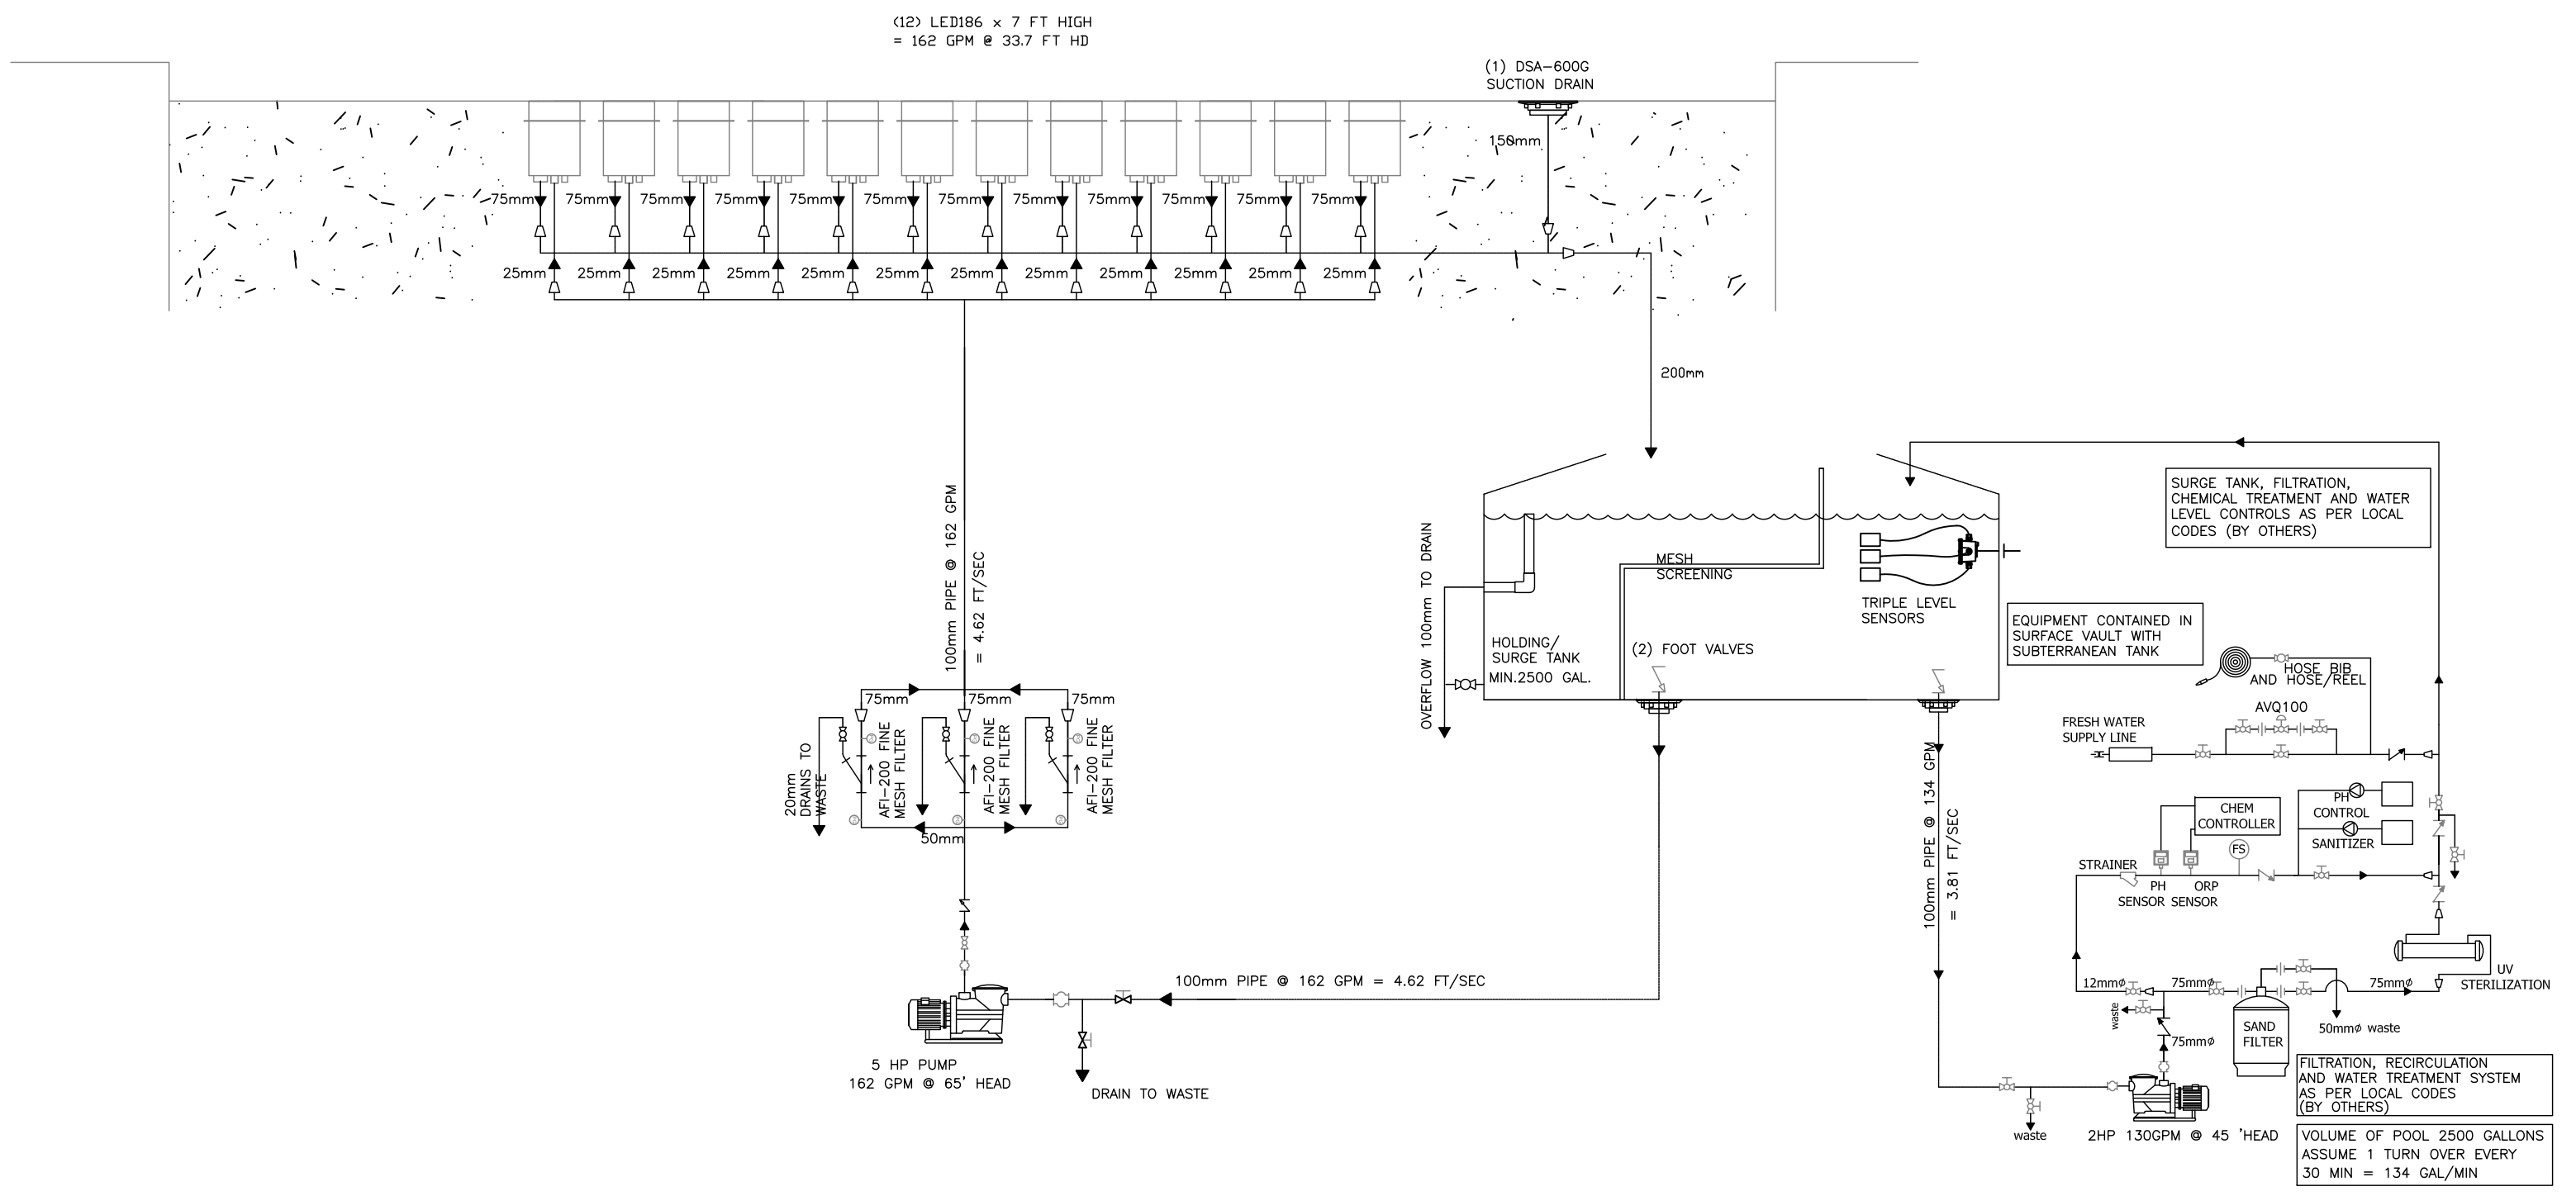 (12) LED186 x 7 FT HIGH
= 162 GPM @ 33.7 FT HD
(1) DSA-600G
SUCTION DRAIN
150mm
75mm
75mm
75mm
75mm
75mm
75mm
75mm
75mm
75mm
75mm
75mm
75mm
25mm
25mm
25mm
25mm
25mm
25mm
25mm
25mm
25mm
25mm
25mm
25mm
200mm
100mm PIPE @ 162 GPM
= 4.62 FT/SEC
75mm
75mm
75mm
20mm
DRAINS TO
WASTE
AFI-200 FINE
MESH FILTER
AFI-200 FINE
MESH FILTER
AFI-200 FINE
MESH FILTER
50mm
5 HP PUMP
162 GPM @ 65' HEAD
DRAIN TO WASTE
100mm PIPE @ 162 GPM = 4.62 FT/SEC
OVERFLOW 100mm TO DRAIN
HOLDING/
SURGE TANK
MIN.2500 GAL.
MESH
SCREENING
(2) FOOT VALVES
TRIPLE LEVEL
SENSORS
SURGE TANK, FILTRATION,
CHEMICAL TREATMENT AND WATER
LEVEL CONTROLS AS PER LOCAL
CODES (BY OTHERS)
EQUIPMENT CONTAINED IN
SURFACE VAULT WITH
SUBTERRANEAN TANK
HOSE BIB
AND HOSE/REEL
AVQ100
FRESH WATER
SUPPLY LINE
100mm PIPE @ 134 GPM
= 3.81 FT/SEC
PH
CONTROL
SANITIZER
CHEM
CONTROLLER
FS
STRAINER
PH
SENSOR
ORP
SENSOR
UV
STERILIZATION
12mmø
75mmø
75mmø
waste
75mmø
SAND
FILTER
50mmø waste
waste
2HP 130GPM @ 45 'HEAD
FILTRATION, RECIRCULATION
AND WATER TREATMENT SYSTEM
AS PER LOCAL CODES
(BY OTHERS)
VOLUME OF POOL 2500 GALLONS
ASSUME 1 TURN OVER EVERY
30 MIN = 134 GAL/MIN